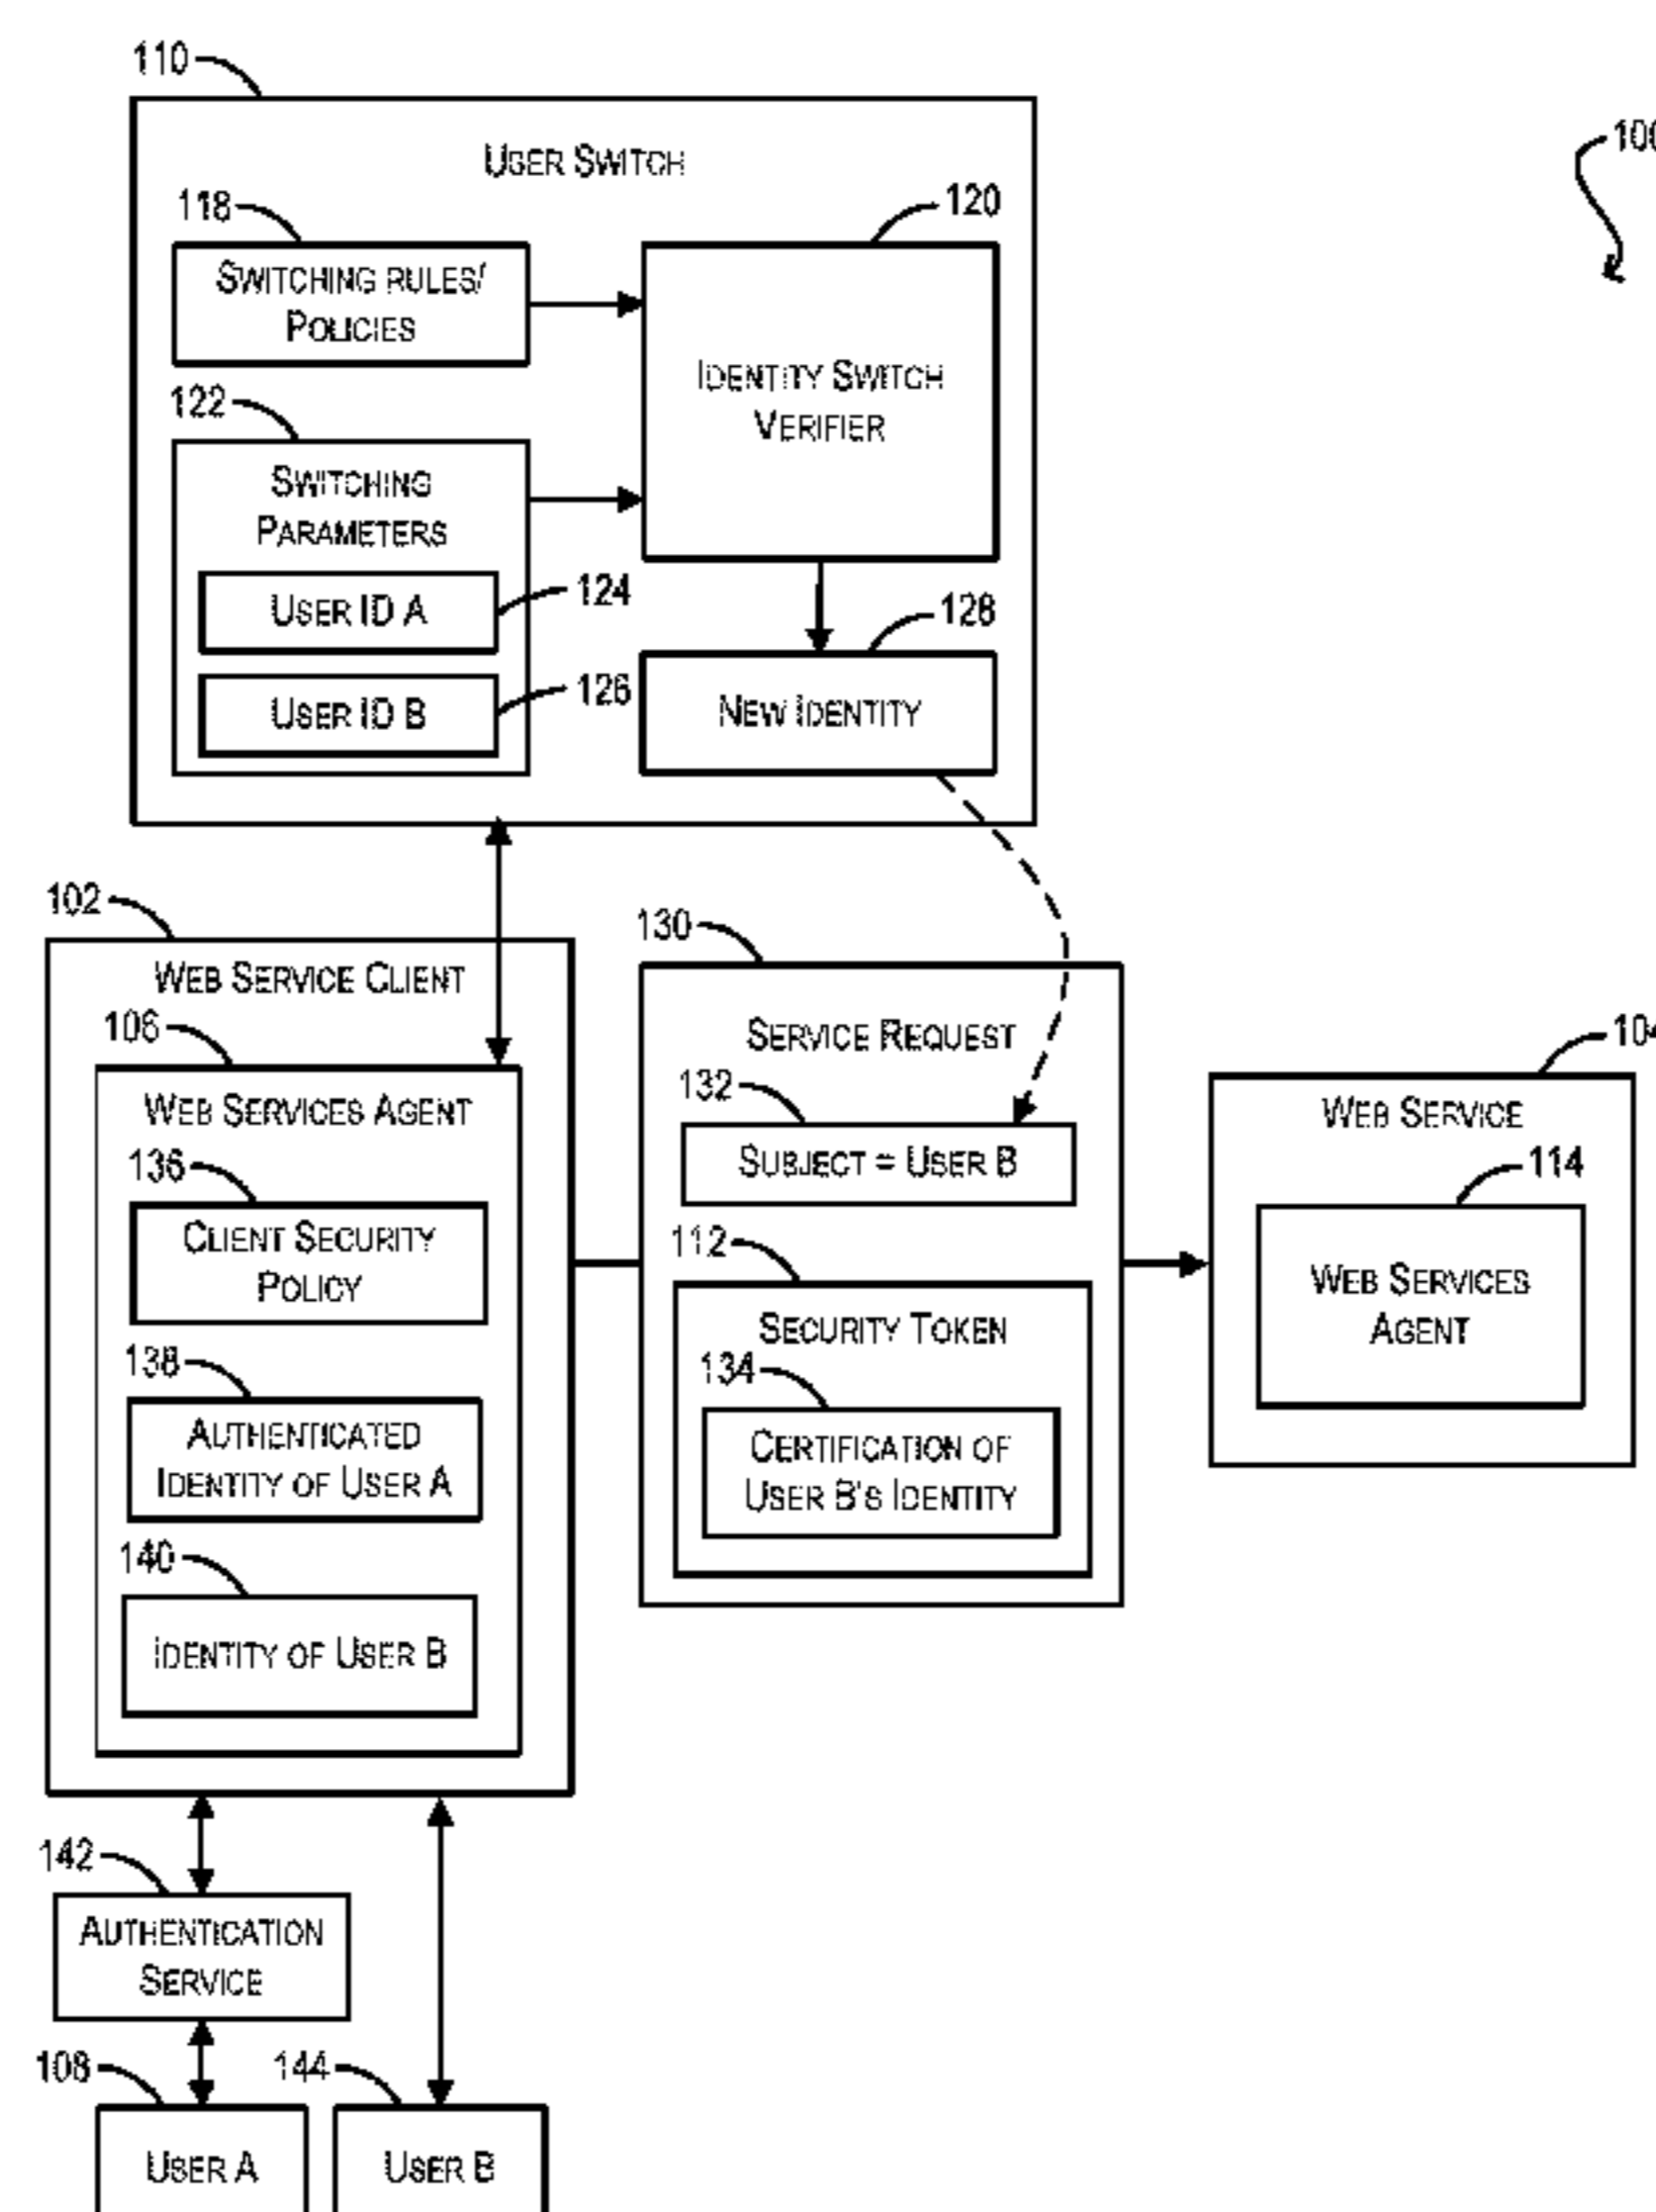 110
100
USER SWITCH
118
120
SWITCHING RULES/
POLICIES
IDENTITY SWITCH
VERIFIER
122
SWITCHING
PARAMETERS
USER ID A
124
USER ID B
126
128
NEW IDENTITY
102
WEB SERVICE CLIENT
106
WEB SERVICES AGENT
136
CLIENT SECURITY
POLICY
138
AUTHENTICATED
IDENTITY OF USER A
140
IDENTITY OF USER B
130
SERVICE REQUEST
132
SUBJECT = USER B
112
SECURITY TOKEN
134
CERTIFICATION OF
USER B'S IDENTITY
104
WEB SERVICE
114
WEB SERVICES
AGENT
142
AUTHENTICATION
SERVICE
108
144
USER A
USER B